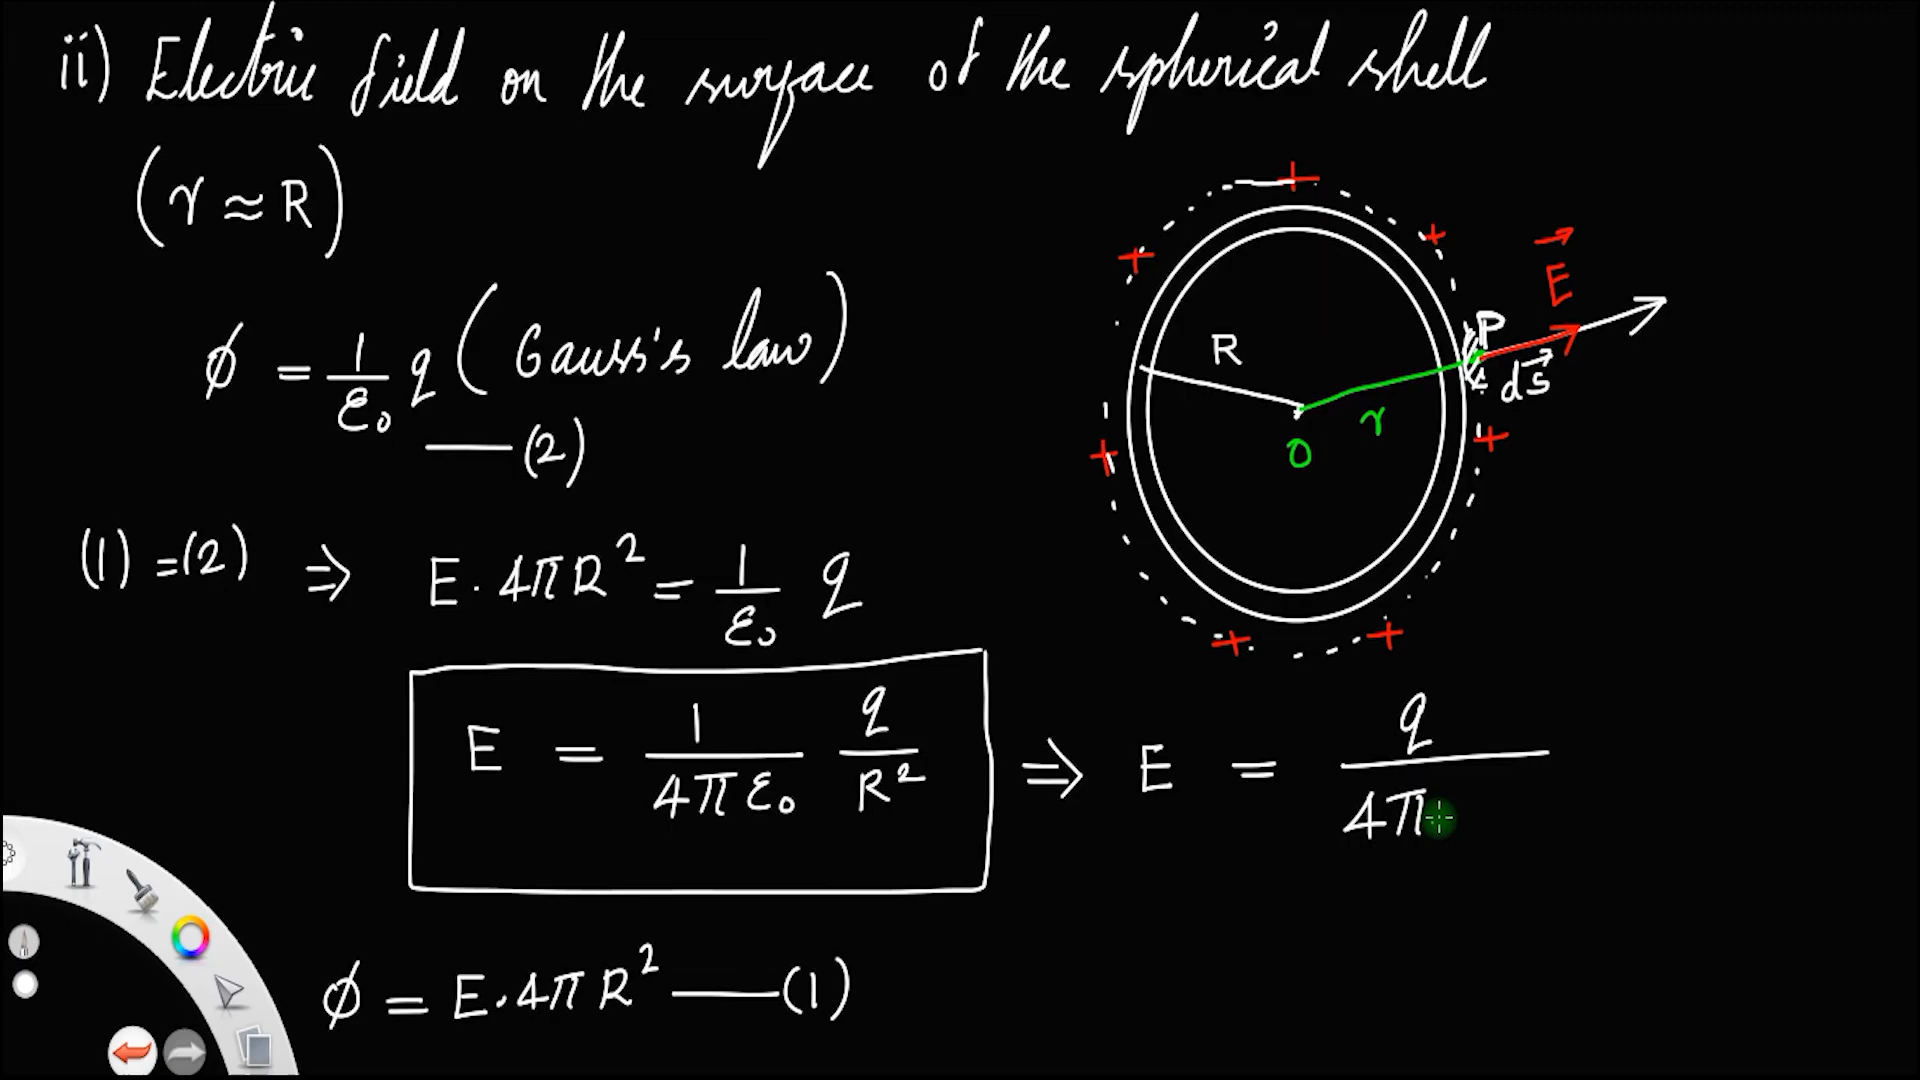 ii) Electric field on the surface of the spherical shell
(r ≈ R)
ϕ = 1/ε₀ q (Gauss's law)
——(2)
(1) = (2) ⇒ E · 4πR² = 1/ε₀ q
E = 1/4πε₀ q/R² ⇒ E = q/4π
ϕ = E · 4πR² ——(1)
R
O
r
P
E⃗
dS⃗